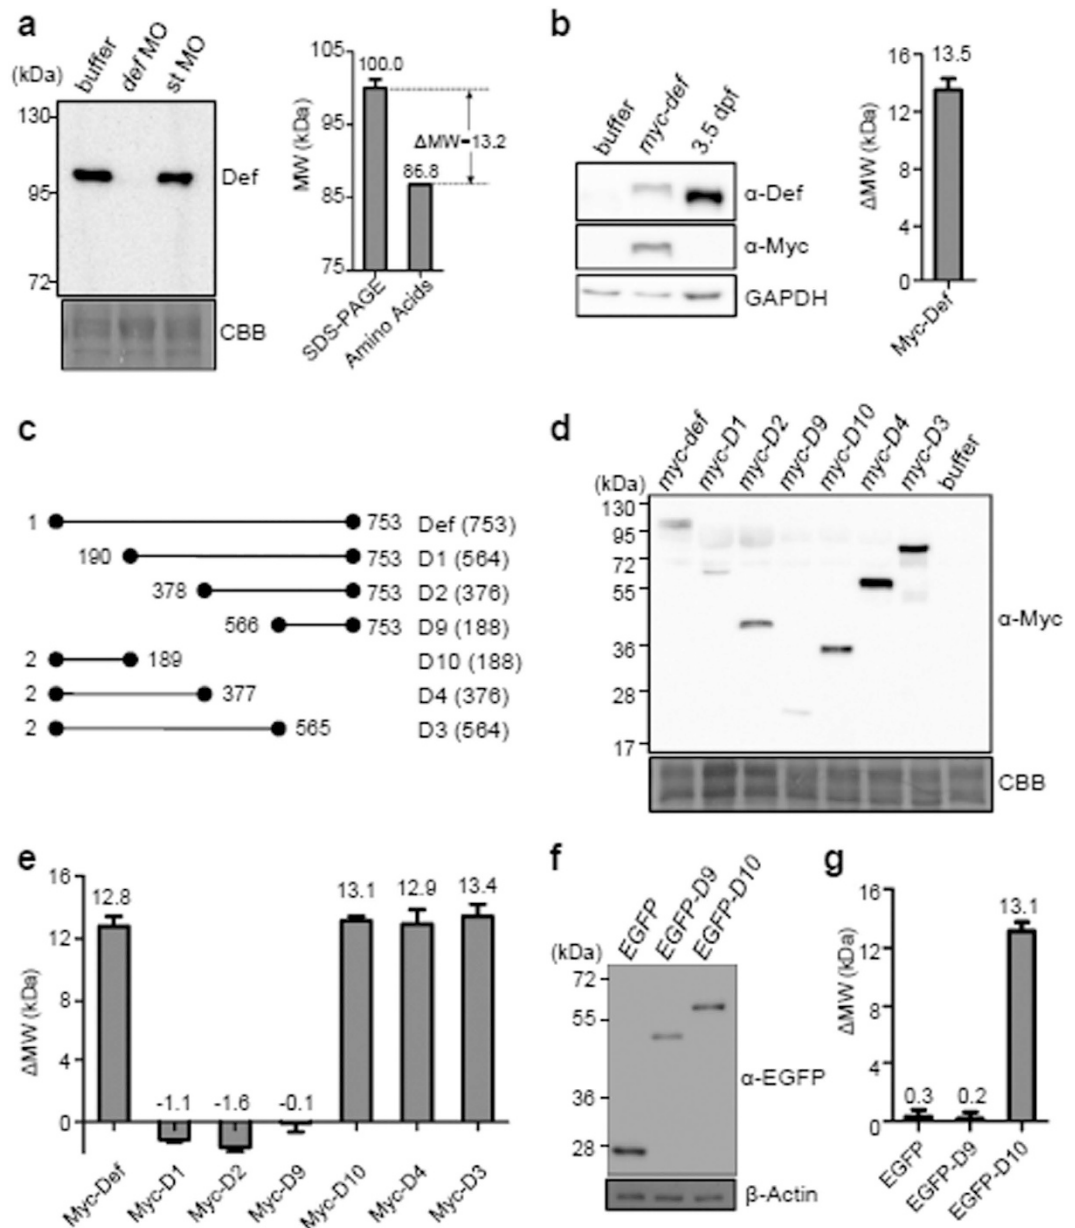 a
(kDa)
buffer
def MO
st MO
130
95
72
Def
CBB
MW (kDa)
105
95
85
75
100.0
ΔMW=13.2
86.8
SDS-PAGE
Amino Acids
b
buffer
myc-def
3.5 dpf
α-Def
α-Myc
GAPDH
ΔMW (kDa)
16
12
8
4
0
13.5
Myc-Def
c
1 753 Def (753)
190 753 D1 (564)
378 753 D2 (376)
566 753 D9 (188)
2 189 D10 (188)
2 377 D4 (376)
2 565 D3 (564)
d
(kDa)
myc-def
myc-D1
myc-D2
myc-D9
myc-D10
myc-D4
myc-D3
buffer
130
95
72
55
36
28
17
α-Myc
CBB
e
ΔMW (kDa)
16
12
8
4
0
12.8
-1.1
-1.6
-0.1
13.1
12.9
13.4
Myc-Def
Myc-D1
Myc-D2
Myc-D9
Myc-D10
Myc-D4
Myc-D3
f
(kDa)
EGFP
EGFP-D9
EGFP-D10
72
55
36
28
α-EGFP
β-Actin
g
ΔMW (kDa)
16
12
8
4
0
0.3
0.2
13.1
EGFP
EGFP-D9
EGFP-D10